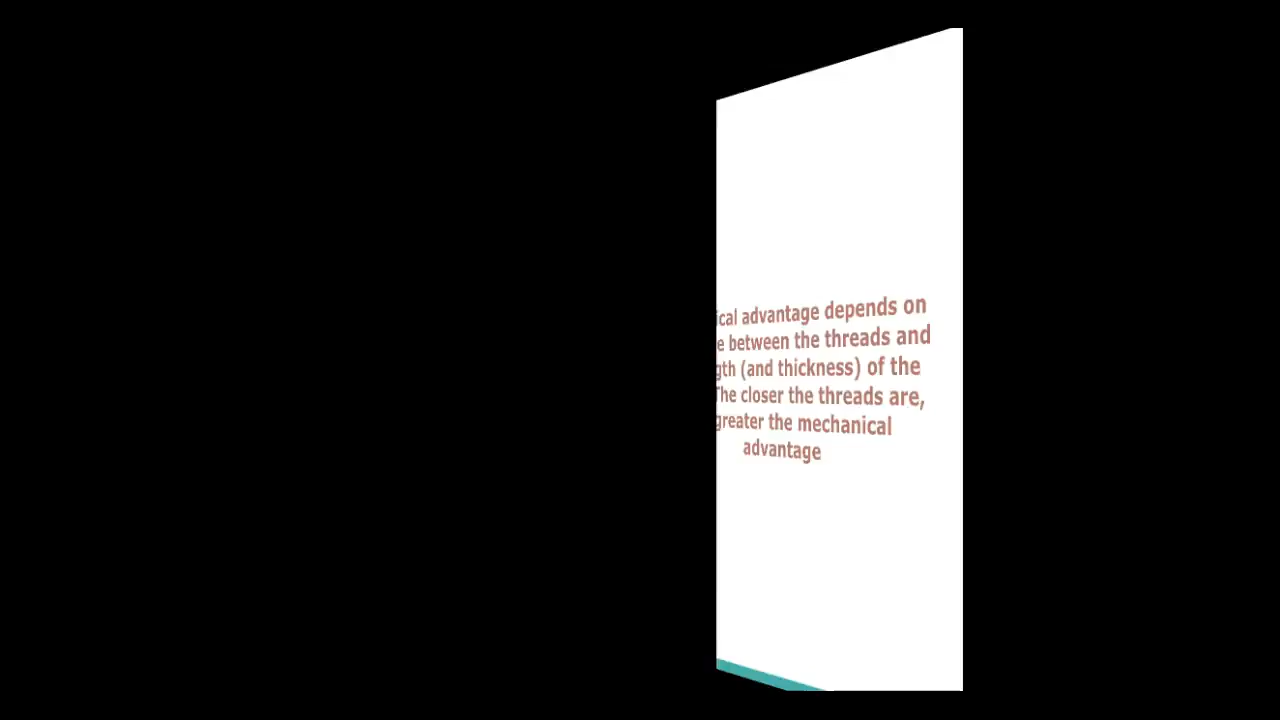 ical advantage depends on
e between the threads and
gth (and thickness) of the
The closer the threads are,
greater the mechanical
advantage